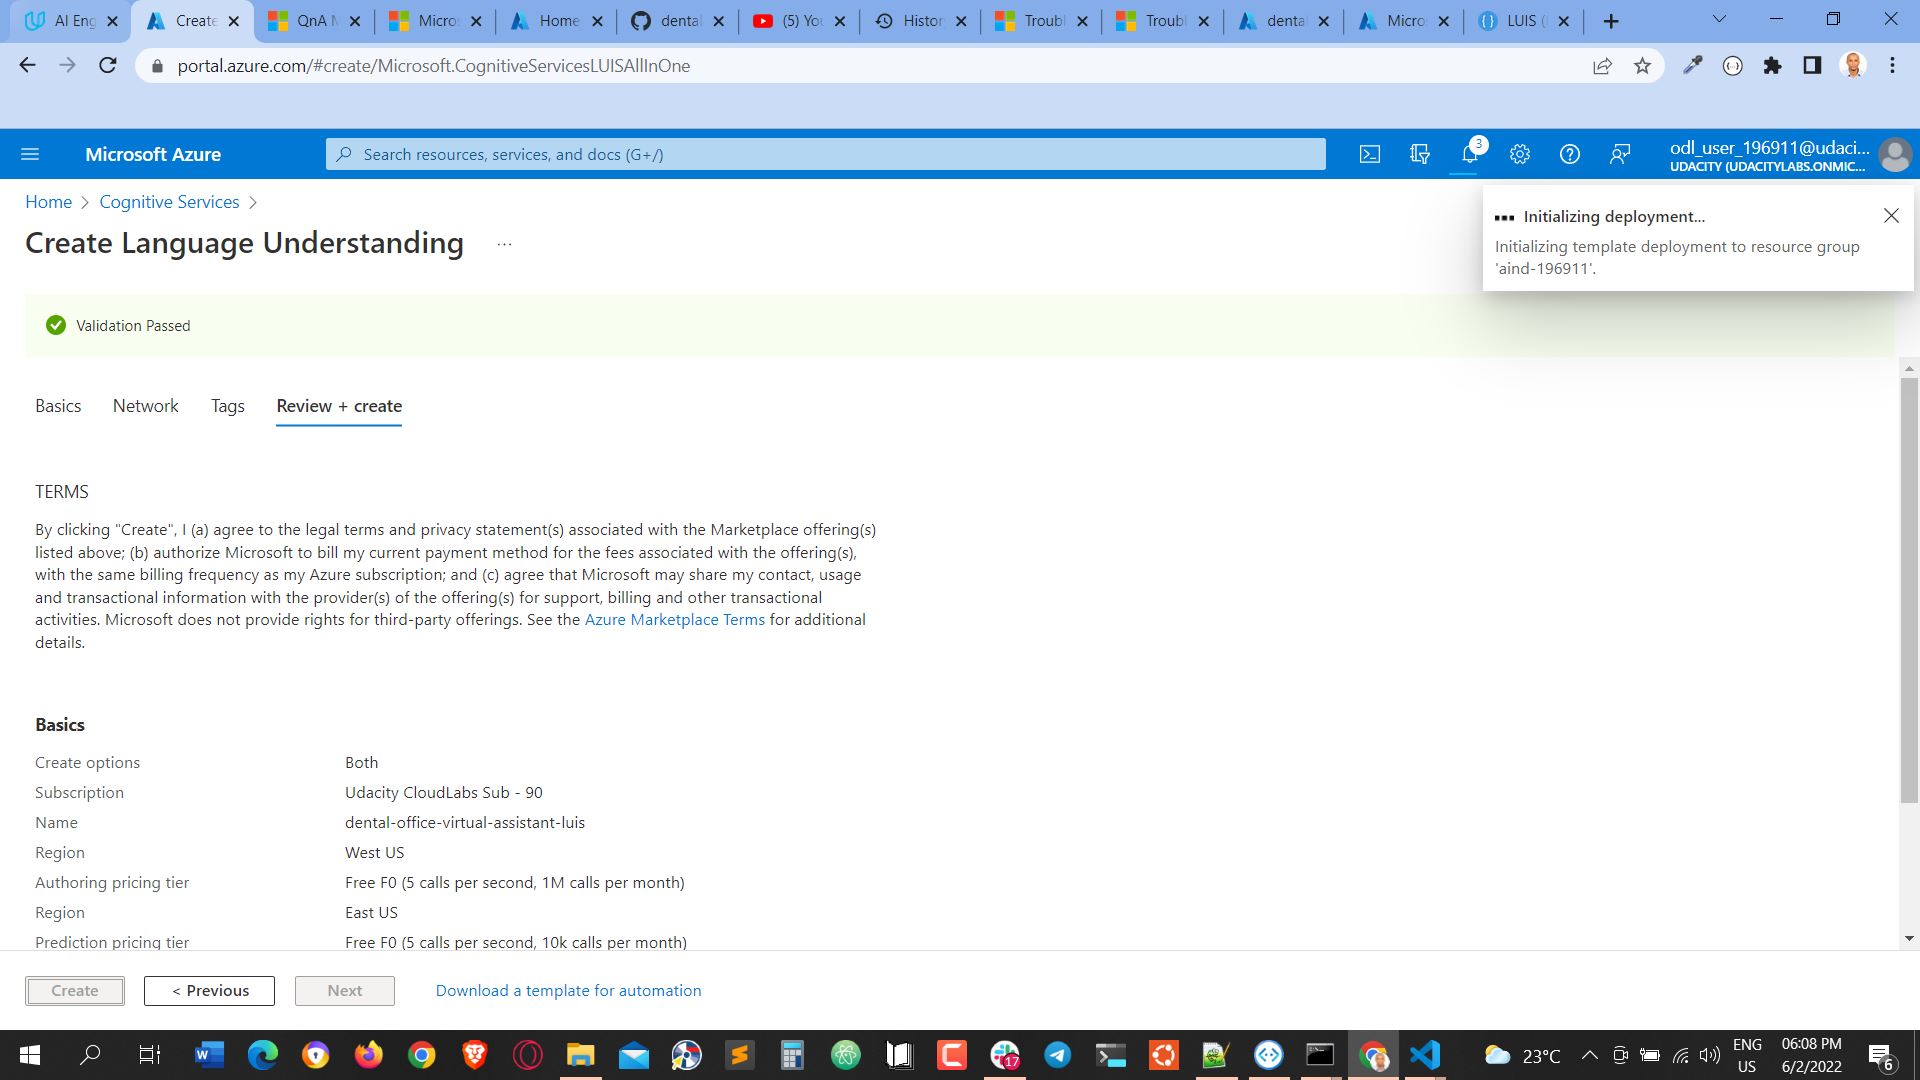 AI Eng
Create
QnA M
Micros
Home
dental
(5) You
Histor
Troubl
Troubl
dental
Micro
LUIS (
portal.azure.com/#create/Microsoft.CognitiveServicesLUISAllInOne
Microsoft Azure
Search resources, services, and docs (G+/)
3
odl_user_196911@udaci...
UDACITY (UDACITYLABS.ONMIC...
Home > Cognitive Services >
Create Language Understanding ...
Initializing deployment...
Initializing template deployment to resource group
'aind-196911'.
Validation Passed
Basics
Network
Tags
Review + create
TERMS
By clicking "Create", I (a) agree to the legal terms and privacy statement(s) associated with the Marketplace offering(s)
listed above; (b) authorize Microsoft to bill my current payment method for the fees associated with the offering(s),
with the same billing frequency as my Azure subscription; and (c) agree that Microsoft may share my contact, usage
and transactional information with the provider(s) of the offering(s) for support, billing and other transactional
activities. Microsoft does not provide rights for third-party offerings. See the Azure Marketplace Terms for additional
details.
Basics
Create options Both
Subscription Udacity CloudLabs Sub - 90
Name dental-office-virtual-assistant-luis
Region West US
Authoring pricing tier Free F0 (5 calls per second, 1M calls per month)
Region East US
Prediction pricing tier Free F0 (5 calls per second, 10k calls per month)
Create
< Previous
Next
Download a template for automation
17
23°C
ENG
US
06:08 PM
6/2/2022
6